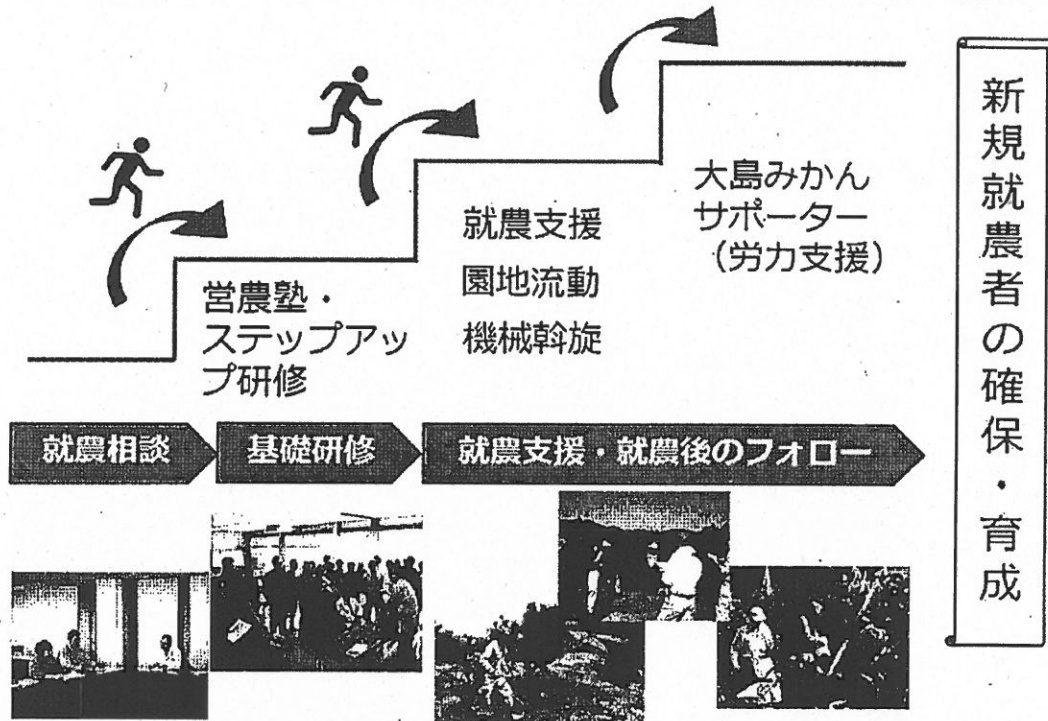 大島みかん
サポーター
（労力支援）
就農支援
園地流動
機械斡旋
営農塾・
ステップアッ
プ研修
就農相談
基礎研修
就農支援・就農後のフォロー
新規就農者の確保・育成